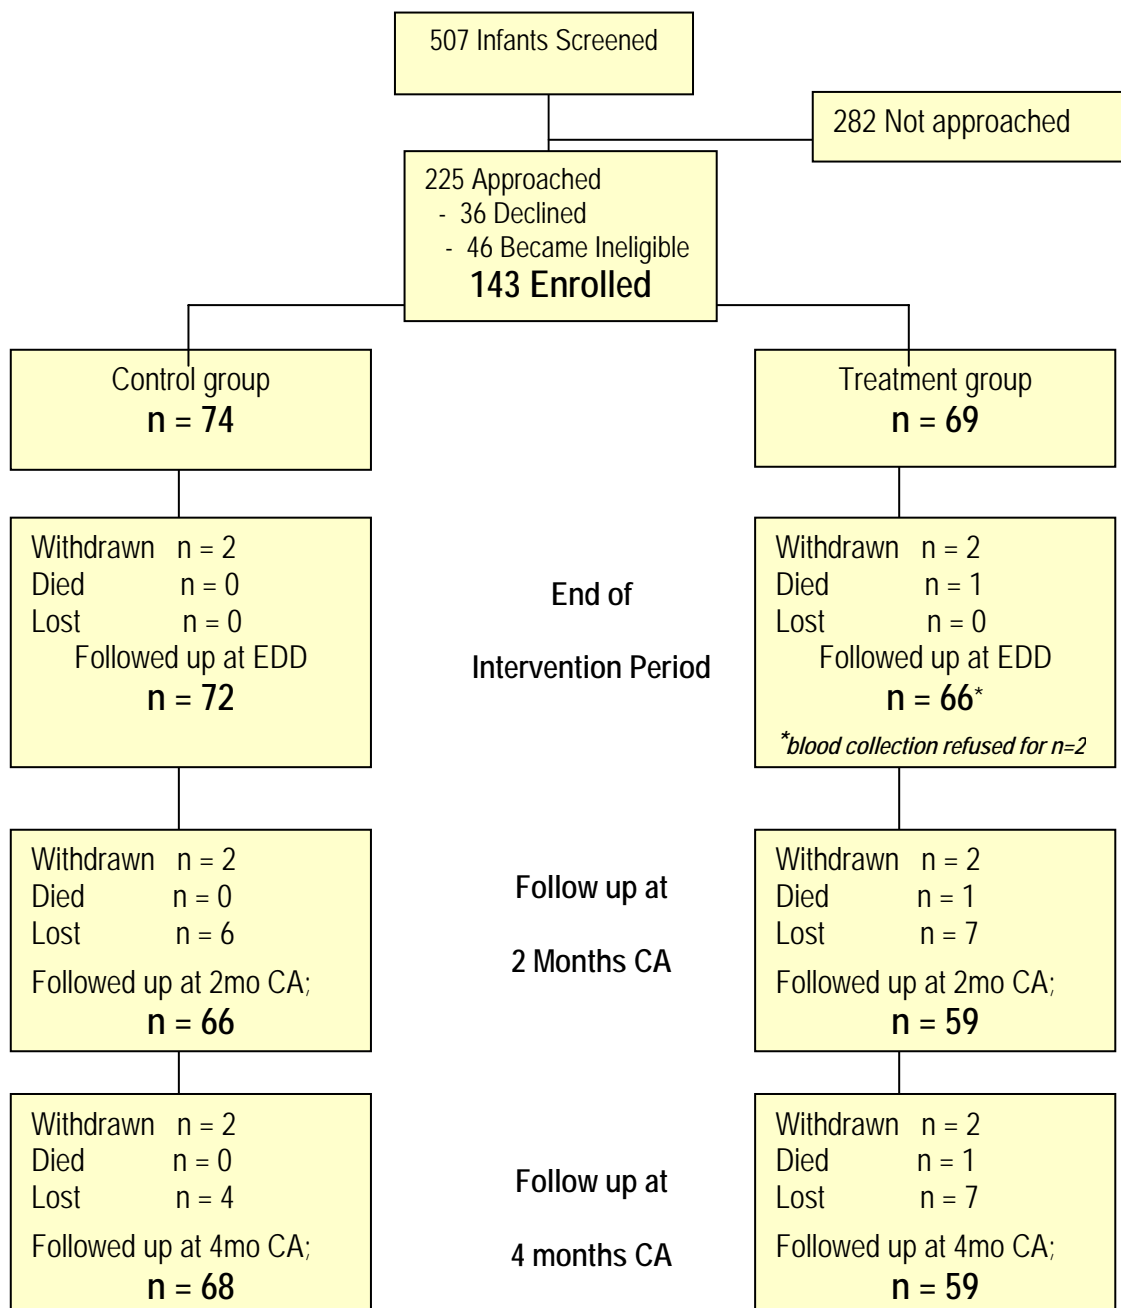 507 Infants Screened
282 Not approached
225 Approached
- 36 Declined
- 46 Became Ineligible
143 Enrolled
Control group
n = 74
Treatment group
n = 69
Withdrawn n = 2
Died n = 0
Lost n = 0
Followed up at EDD
n = 72
End of
Intervention Period
Withdrawn n = 2
Died n = 1
Lost n = 0
Followed up at EDD
n = 66*
*blood collection refused for n=2
Withdrawn n = 2
Died n = 0
Lost n = 6
Followed up at 2mo CA;
n = 66
Follow up at
2 Months CA
Withdrawn n = 2
Died n = 1
Lost n = 7
Followed up at 2mo CA;
n = 59
Withdrawn n = 2
Died n = 0
Lost n = 4
Followed up at 4mo CA;
n = 68
Follow up at
4 months CA
Withdrawn n = 2
Died n = 1
Lost n = 7
Followed up at 4mo CA;
n = 59